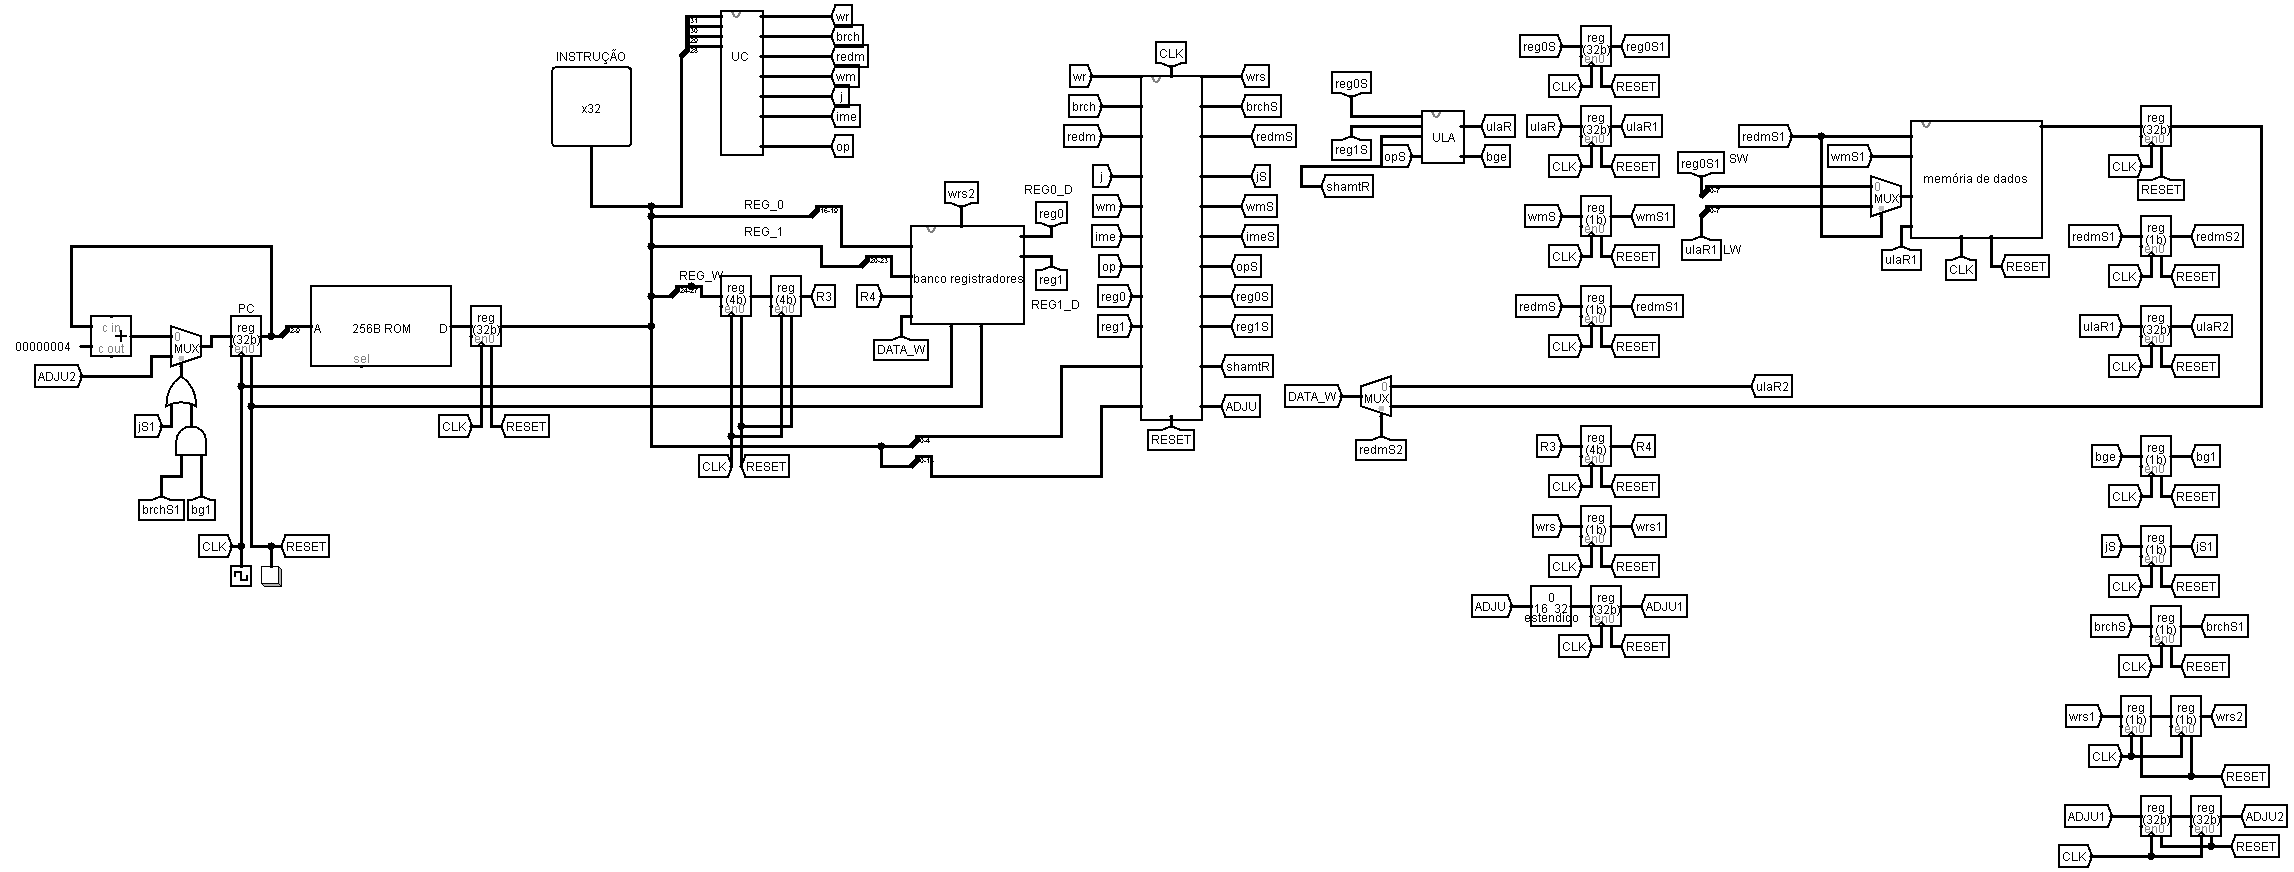 INSTRUÇÃO
x32
31
30
29
28
UC
wr
brch
redm
wm
j
ime
op
00000004
ADJU2
c in
+
c out
0
MUX
jS1
brchS1
bg1
PC
reg
(32b)
en0
CLK
RESET
A
256B ROM
D
sel
reg
(32b)
en0
CLK
RESET
REG_0
16-19
REG_1
20-23
REG_W
24-27
reg
(4b)
en0
reg
(4b)
en0
R3
CLK
RESET
wrs2
banco registradores
R4
DATA_W
REG0_D
reg0
reg1
REG1_D
0-4
CLK
wr
brch
redm
j
wm
ime
op
reg0
reg1
wrs
brchS
redmS
jS
wmS
imeS
opS
reg0S
reg1S
shamtR
ADJU
RESET
reg0S
reg1S
opS
shamtR
ULA
ulaR
bge
reg0S
reg
(32b)
en0
reg0S1
CLK
RESET
ulaR
reg
(32b)
en0
ulaR1
CLK
RESET
wmS
reg
(1b)
en0
wmS1
CLK
RESET
redmS
reg
(1b)
en0
redmS1
CLK
RESET
DATA_W
0
MUX
redmS2
ulaR2
R3
reg
(4b)
en0
R4
CLK
RESET
wrs
reg
(1b)
en0
wrs1
CLK
RESET
ADJU
0
16 32
estendico
reg
(32b)
en0
ADJU1
CLK
RESET
redmS1
wmS1
reg0S1
SW
0-7
0-7
ulaR1
LW
0
MUX
memória de dados
ulaR1
CLK
RESET
reg
(32b)
en0
CLK
RESET
redmS1
reg
(1b)
en0
redmS2
CLK
RESET
ulaR1
reg
(32b)
en0
ulaR2
CLK
RESET
bge
reg
(1b)
en0
bg1
CLK
RESET
jS
reg
(1b)
en0
jS1
CLK
RESET
brchS
reg
(1b)
en0
brchS1
CLK
RESET
wrs1
reg
(1b)
en0
reg
(1b)
en0
wrs2
CLK
RESET
ADJU1
reg
(32b)
en0
reg
(32b)
en0
ADJU2
RESET
CLK